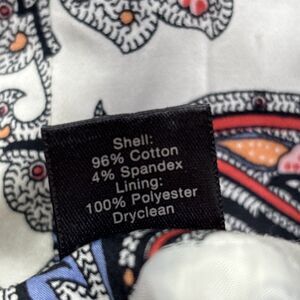 Shell:
96% Cotton
4% Spandex
Lining:
100% Polyester
Dryclean